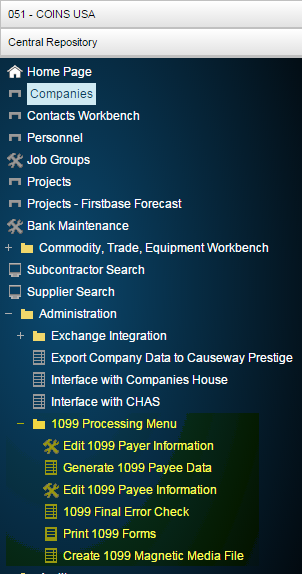 051 - COINS USA
Central Repository
Home Page
Companies
Contacts Workbench
Personnel
Job Groups
Projects
Projects - Firstbase Forecast
Bank Maintenance
Commodity, Trade, Equipment Workbench
Subcontractor Search
Supplier Search
Administration
Exchange Integration
Export Company Data to Causeway Prestige
Interface with Companies House
Interface with CHAS
1099 Processing Menu
Edit 1099 Payer Information
Generate 1099 Payee Data
Edit 1099 Payee Information
1099 Final Error Check
Print 1099 Forms
Create 1099 Magnetic Media File